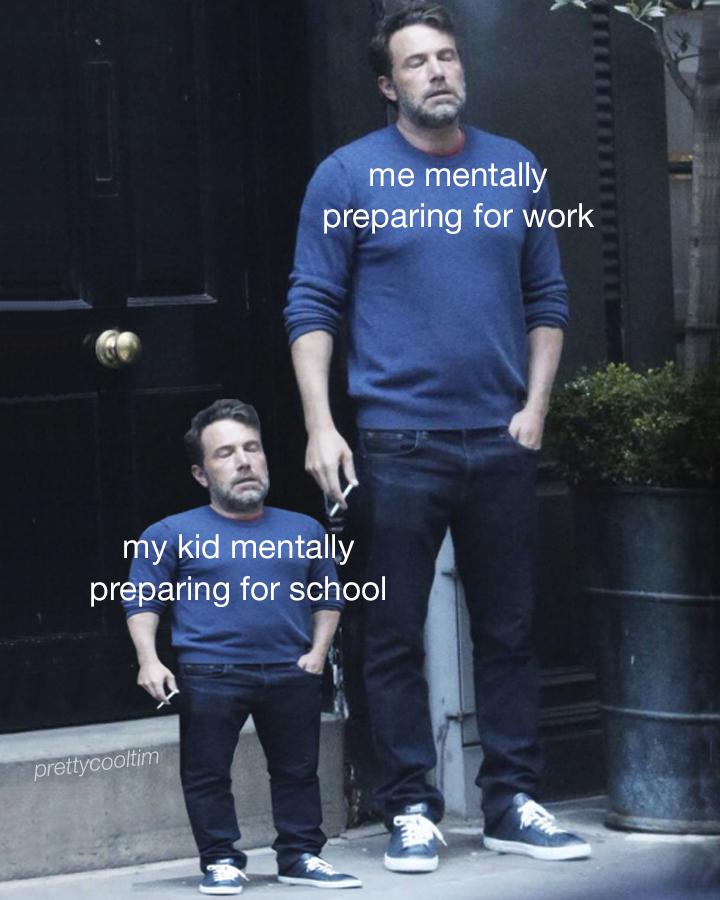 me mentally
preparing for work
my kid mentally
preparing for school
prettycooltim